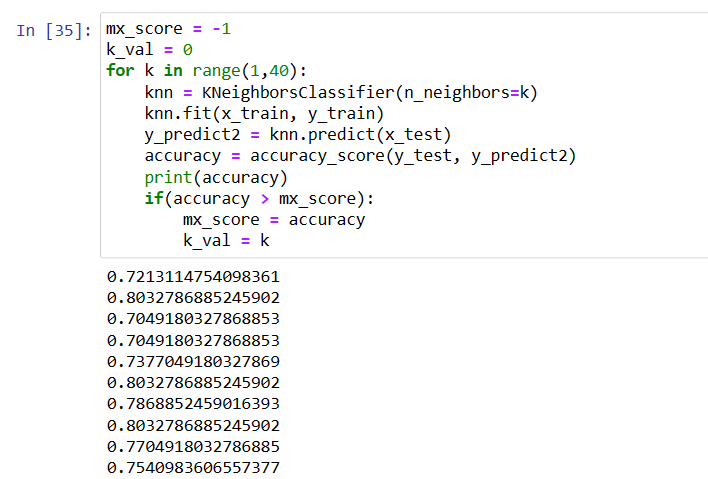 In [35]: mx_score = -1
k_val = 0
for k in range(1,40):
    knn = KNeighborsClassifier(n_neighbors=k)
    knn.fit(x_train, y_train)
    y_predict2 = knn.predict(x_test)
    accuracy = accuracy_score(y_test, y_predict2)
    print(accuracy)
    if(accuracy > mx_score):
        mx_score = accuracy
        k_val = k
0.7213114754098361
0.8032786885245902
0.7049180327868853
0.7049180327868853
0.7377049180327869
0.8032786885245902
0.7868852459016393
0.8032786885245902
0.7704918032786885
0.7540983606557377